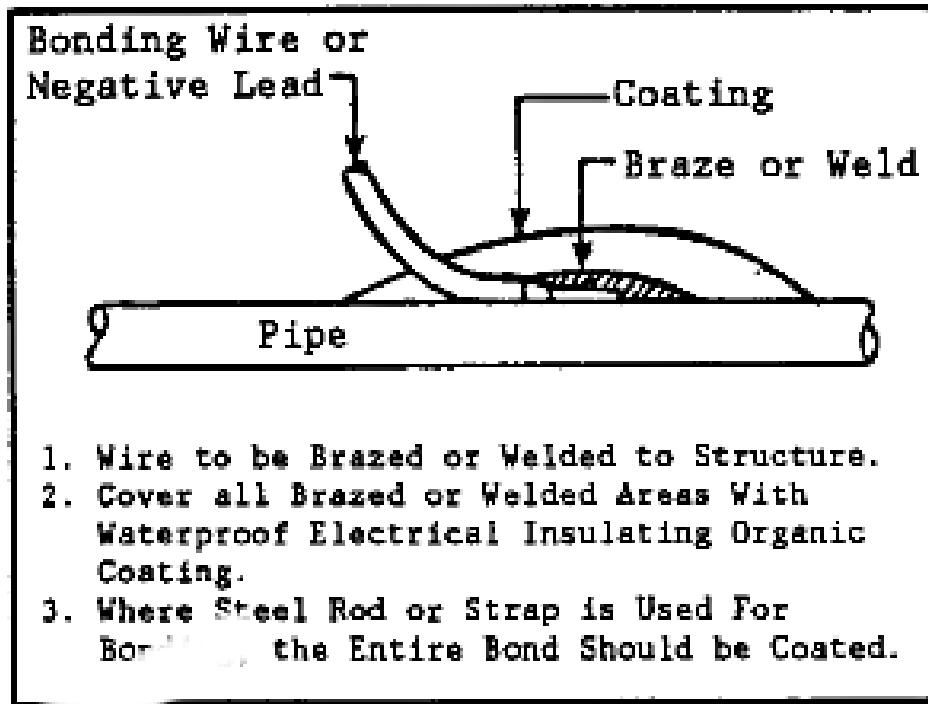 Bonding Wire or
Negative Lead
Coating
Braze or Weld
Pipe
1. Wire to be Brazed or Welded to Structure.
2. Cover all Brazed or Welded Areas With
Waterproof Electrical Insulating Organic
Coating.
3. Where Steel Rod or Strap is Used For
the Entire Bond Should be Coated.